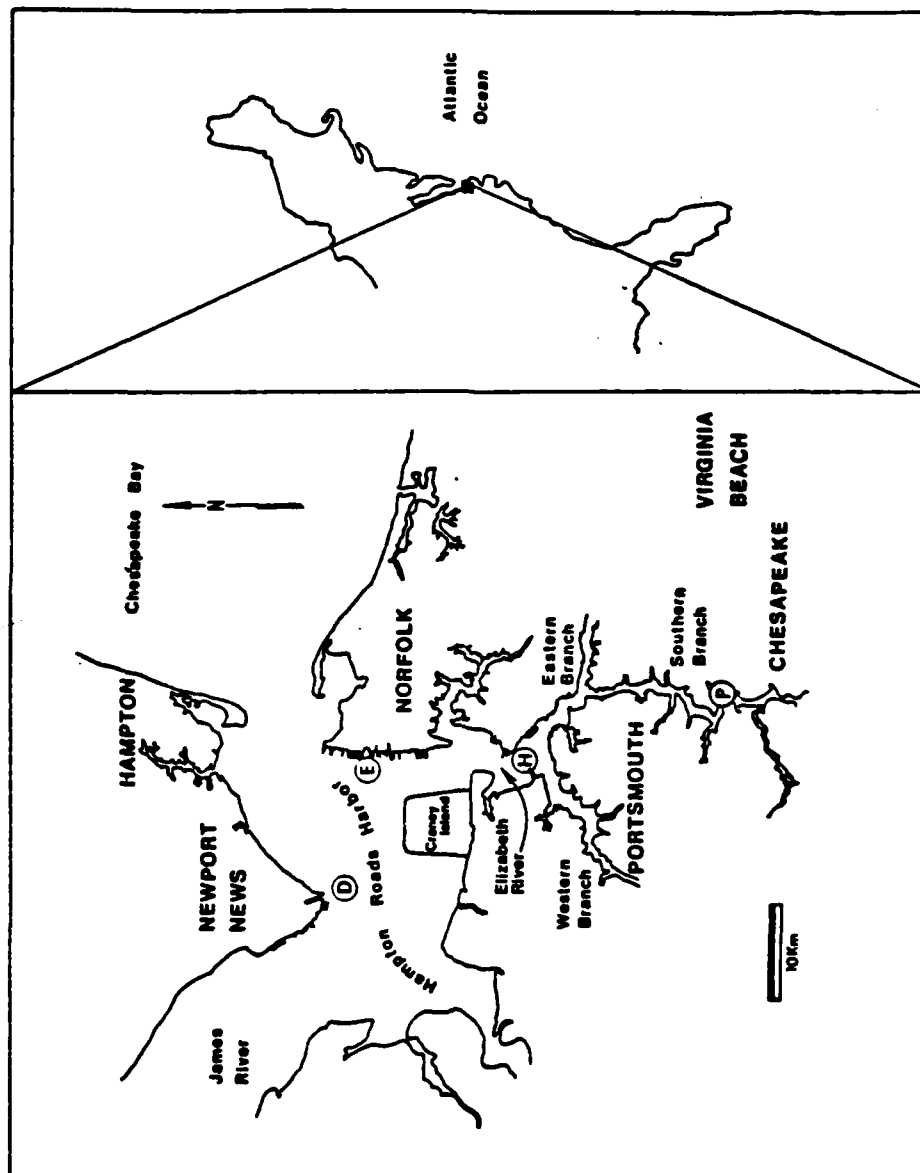 Atlantic
Ocean
Chesapeake Bay
N
HAMPTON
NEWPORT
NEWS
James
River
D
E
Hampton Roads Harbor
NORFOLK
Craney
Island
Elizabeth
River
H
Western
Branch
PORTSMOUTH
Eastern
Branch
Southern
Branch
P
CHESAPEAKE
VIRGINIA
BEACH
10Km